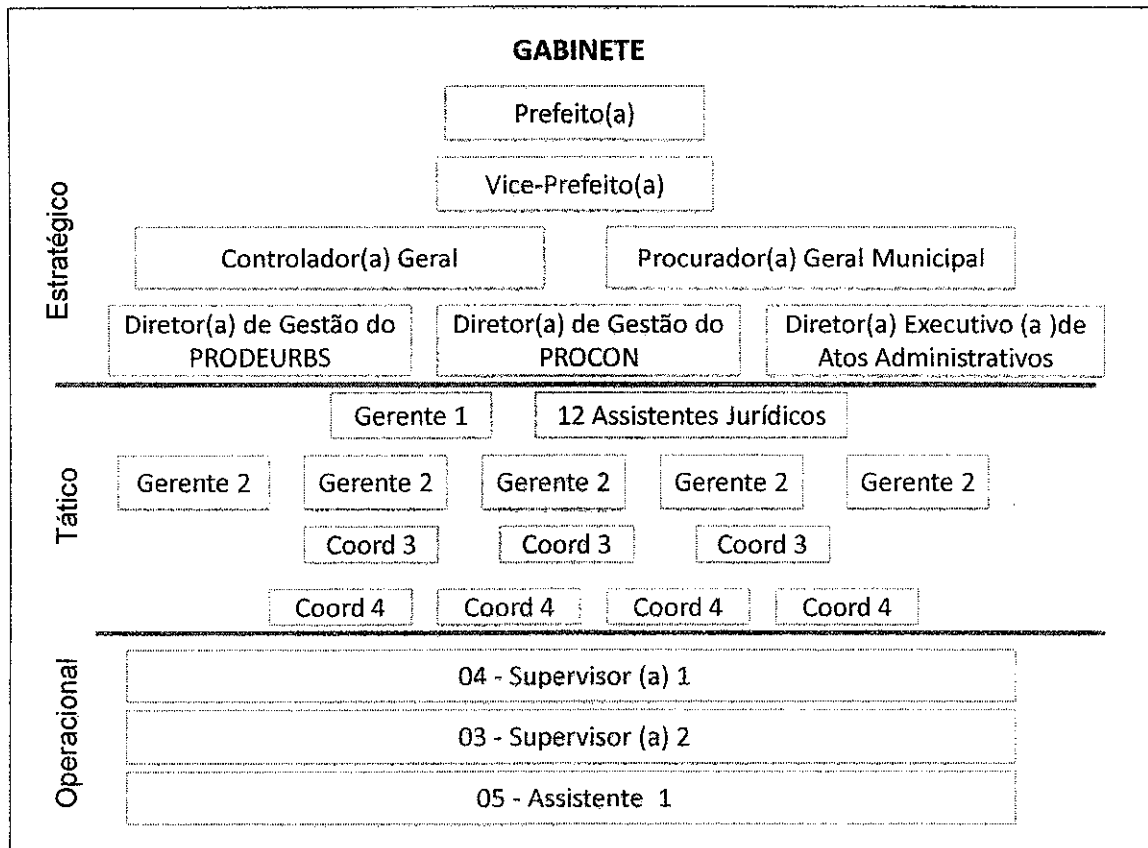 GABINETE
Prefeito(a)
Vice-Prefeito(a)
Estratégico
Controlador(a) Geral
Procurador(a) Geral Municipal
Diretor(a) de Gestão do
PRODEURBS
Diretor(a) de Gestão do
PROCON
Diretor(a) Executivo (a )de
Atos Administrativos
Gerente 1
12 Assistentes Jurídicos
Tático
Gerente 2
Gerente 2
Gerente 2
Gerente 2
Gerente 2
Coord 3
Coord 3
Coord 3
Coord 4
Coord 4
Coord 4
Coord 4
Operacional
04 - Supervisor (a) 1
03 - Supervisor (a) 2
05 - Assistente 1